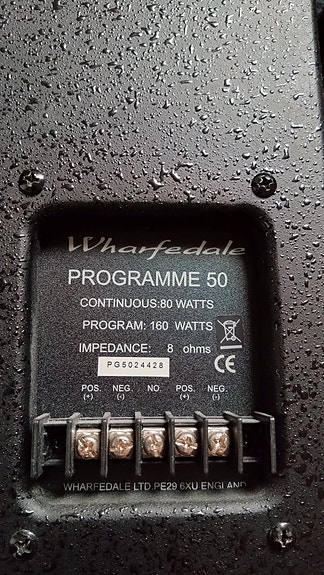 Wharfedale
PROGRAMME 50
CONTINUOUS:80 WATTS
PROGRAM: 160 WATTS
IMPEDANCE: 8 ohms
CE
PG5024428
POS. NEG. NO. POS. NEG.
(+) (-) (+) (-)
WHARFEDALE LTD.PE29 6XU ENGLAND